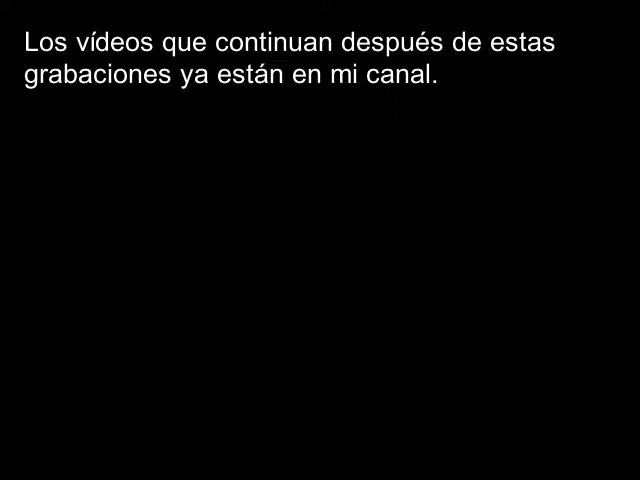 Los vídeos que continuan después de estas
grabaciones ya están en mi canal.